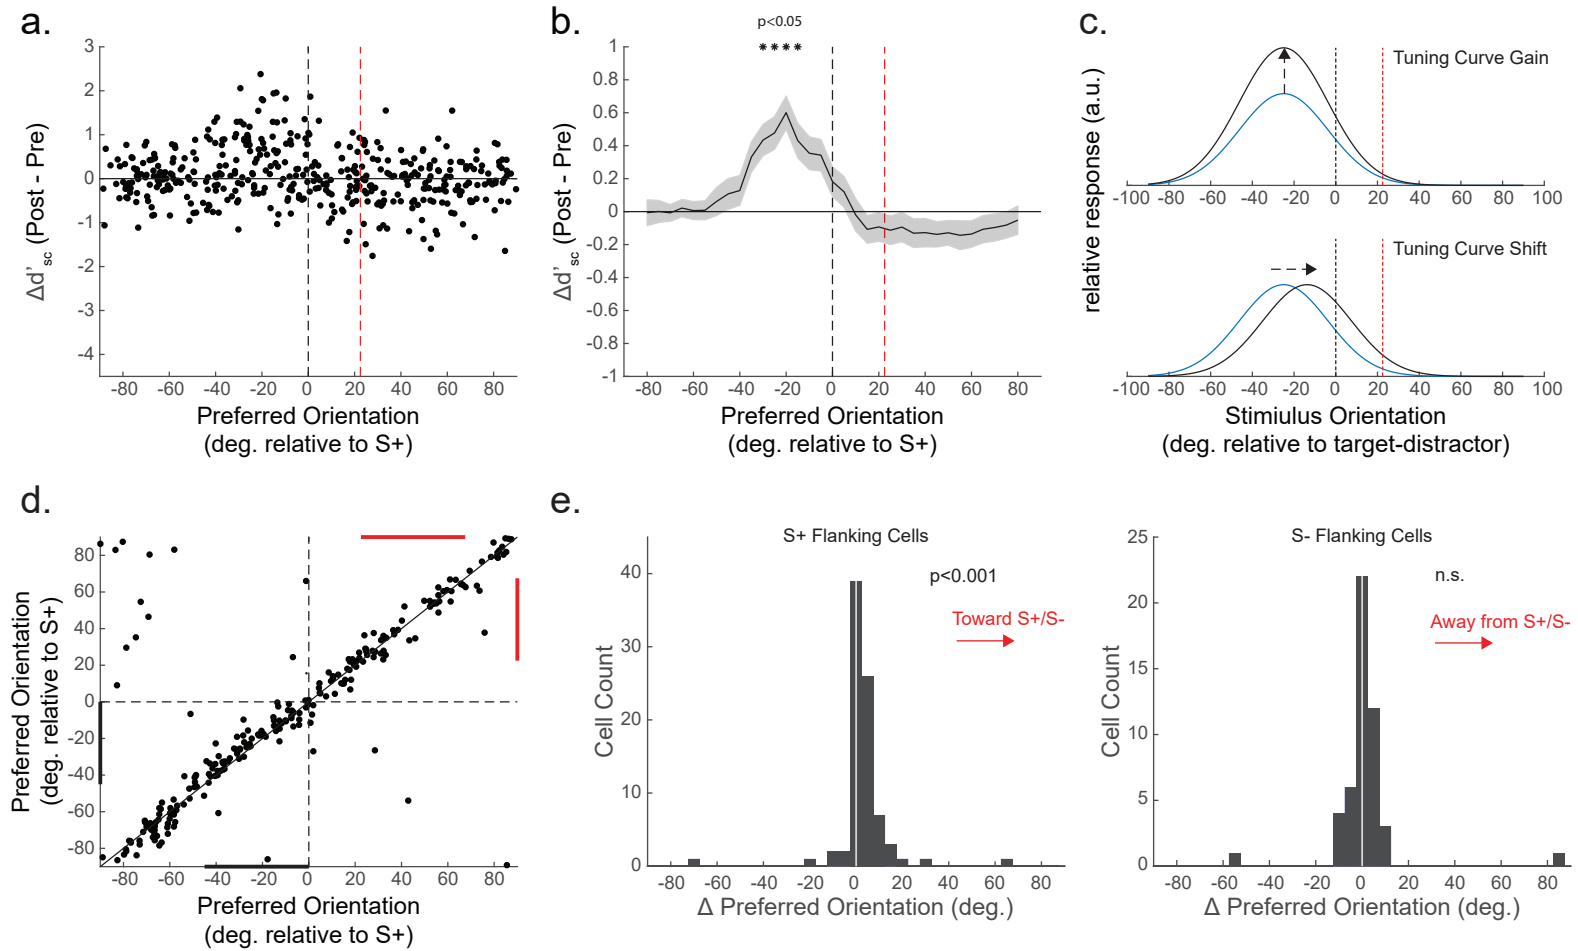 a.
3
2
1
0
-1
-2
-3
-4
-80
-60
-40
-20
0
20
40
60
80
Δd'sc (Post - Pre)
Preferred Orientation
(deg. relative to S+)
b.
p<0.05
****
1
0.8
0.6
0.4
0.2
0
-0.2
-0.4
-0.6
-0.8
-1
-80
-60
-40
-20
0
20
40
60
80
Δd'sc (Post - Pre)
Preferred Orientation
(deg. relative to S+)
c.
Tuning Curve Gain
-100 -80 -60 -40 -20 0 20 40 60 80 100
relative response (a.u.)
Tuning Curve Shift
-100 -80 -60 -40 -20 0 20 40 60 80 100
Stimiulus Orientation
(deg. relative to target-distractor)
d.
80
60
40
20
0
-20
-40
-60
-80
-80 -60 -40 -20 0 20 40 60 80
Preferred Orientation
(deg. relative to S+)
Preferred Orientation
(deg. relative to S+)
e.
S+ Flanking Cells
p<0.001
Toward S+/S-
40
30
20
10
0
Cell Count
-80 -60 -40 -20 0 20 40 60 80
Δ Preferred Orientation (deg.)
S- Flanking Cells
n.s.
Away from S+/S-
25
20
15
10
5
0
Cell Count
-80 -60 -40 -20 0 20 40 60 80
Δ Preferred Orientation (deg.)